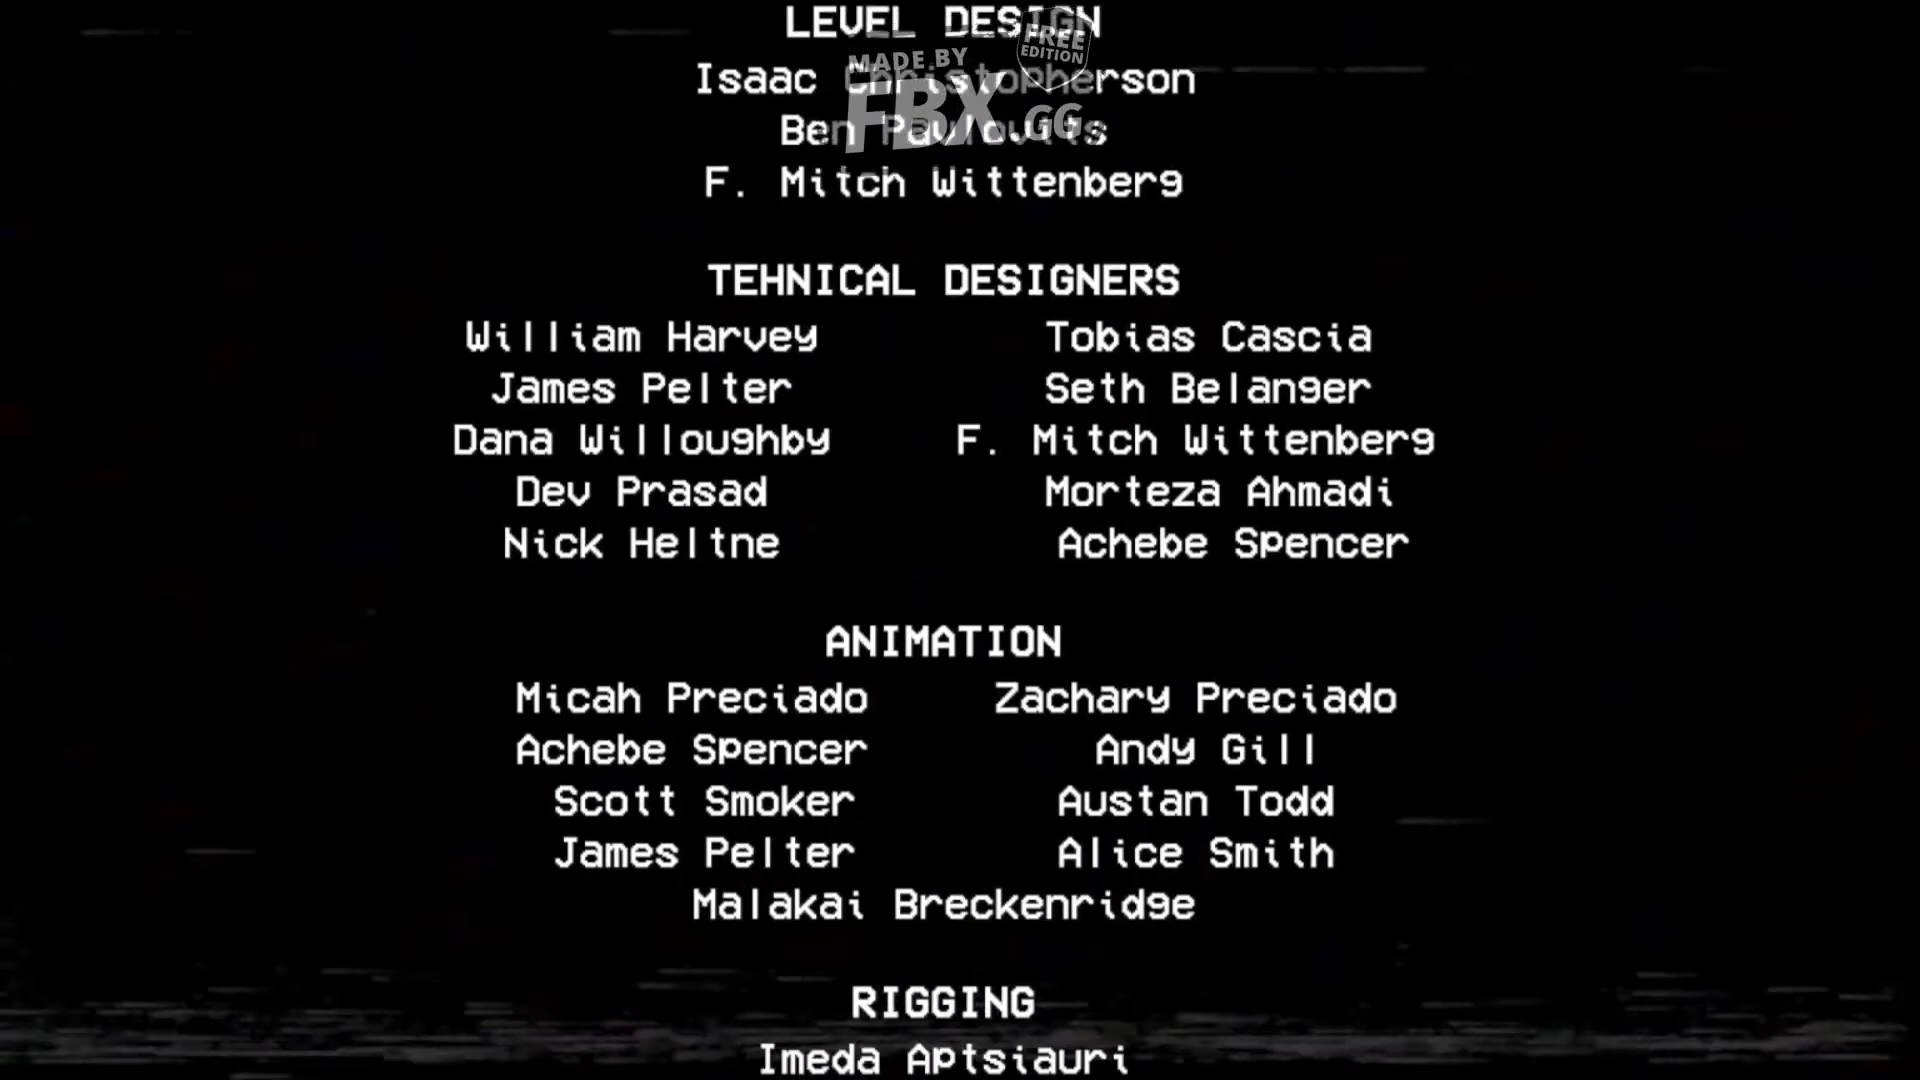 LEVEL DESIGN
MADE BY
FREE
EDITION
FBX.GG
Isaac Christopherson
Ben Pavlovits
F. Mitch Wittenberg
TEHNICAL DESIGNERS
William Harvey Tobias Cascia
James Pelter Seth Belanger
Dana Willoughby F. Mitch Wittenberg
Dev Prasad Morteza Ahmadi
Nick Heltne Achebe Spencer
ANIMATION
Micah Preciado Zachary Preciado
Achebe Spencer Andy Gill
Scott Smoker Austan Todd
James Pelter Alice Smith
Malakai Breckenridge
RIGGING
Imeda Aptsiauri